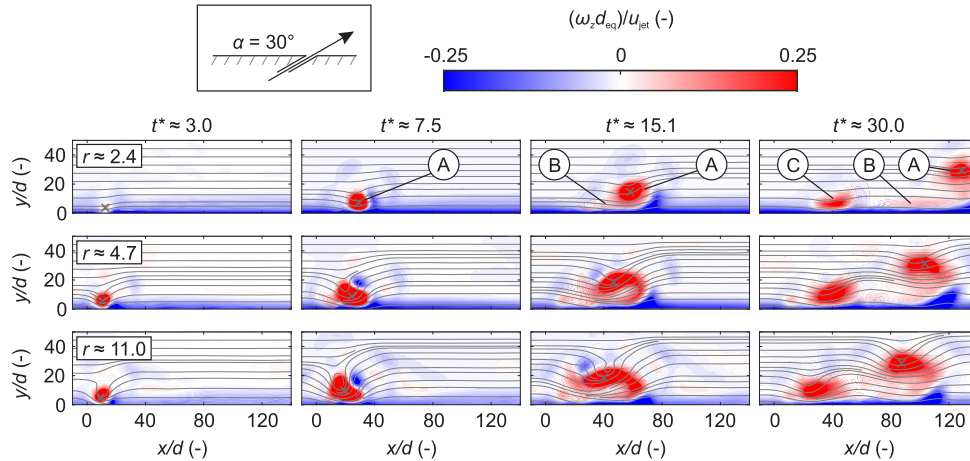 α = 30°
(ω_z d_eq)/u_jet (-)
-0.25 0 0.25
t* ≈ 3.0 t* ≈ 7.5 t* ≈ 15.1 t* ≈ 30.0
y/d (-) 40 20 0 r ≈ 2.4 A B A C B A
y/d (-) 40 20 0 r ≈ 4.7
y/d (-) 40 20 0 r ≈ 11.0
0 40 80 120 0 40 80 120 0 40 80 120 0 40 80 120
x/d (-) x/d (-) x/d (-) x/d (-)